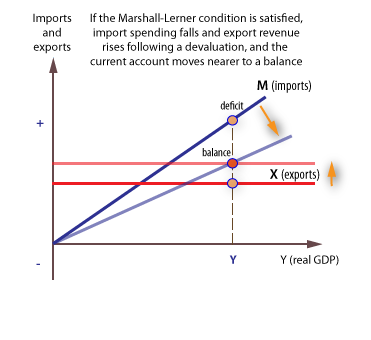 Imports
and
exports
If the Marshall-Lerner condition is satisfied,
import spending falls and export revenue
rises following a devaluation, and the
current account moves nearer to a balance
M (imports)
deficit
+
balance
X (exports)
-
Y
Y (real GDP)